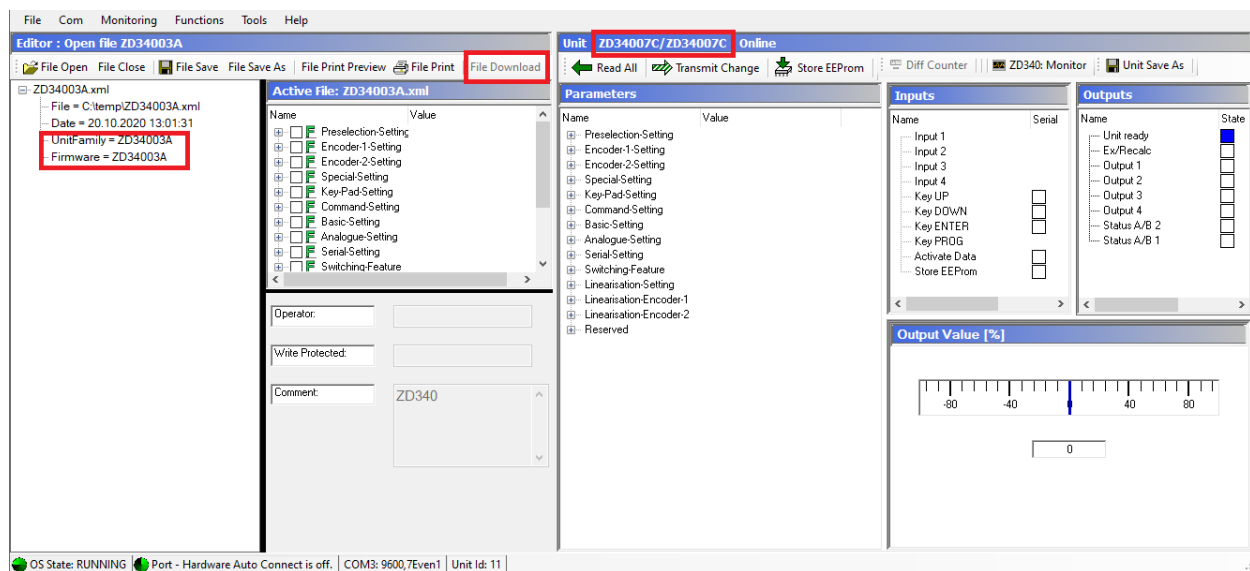 File Com Monitoring Functions Tools Help
Editor : Open file ZD34003A
File Open File Close File Save File Save As File Print Preview File Print File Download
ZD34003A.xml
File = C:\temp\ZD34003A.xml
Date = 20.10.2020 13:01:31
UnitFamily = ZD34003A
Firmware = ZD34003A
Active File: ZD34003A.xml
Name Value
Preselection-Setting
Encoder-1-Setting
Encoder-2-Setting
Special-Setting
Key-Pad-Setting
Command-Setting
Basic-Setting
Analogue-Setting
Serial-Setting
Switching-Feature
Operator:
Write Protected:
Comment:
ZD340
Unit ZD34007C/ZD34007C Online
Read All Transmit Change Store EEProm Diff Counter ZD340: Monitor Unit Save As
Parameters
Name Value
Preselection-Setting
Encoder-1-Setting
Encoder-2-Setting
Special-Setting
Key-Pad-Setting
Command-Setting
Basic-Setting
Analogue-Setting
Serial-Setting
Switching-Feature
Linearisation-Setting
Linearisation-Encoder-1
Linearisation-Encoder-2
Reserved
Inputs
Name Serial
Input 1
Input 2
Input 3
Input 4
Key UP
Key DOWN
Key ENTER
Key PROG
Activate Data
Store EEProm
Outputs
Name State
Unit ready
Ex/Recalc
Output 1
Output 2
Output 3
Output 4
Status A/B 2
Status A/B 1
Output Value [%]
-80 -40 40 80
0
OS State: RUNNING Port - Hardware Auto Connect is off. COM3: 9600,7Even1 Unit Id: 11